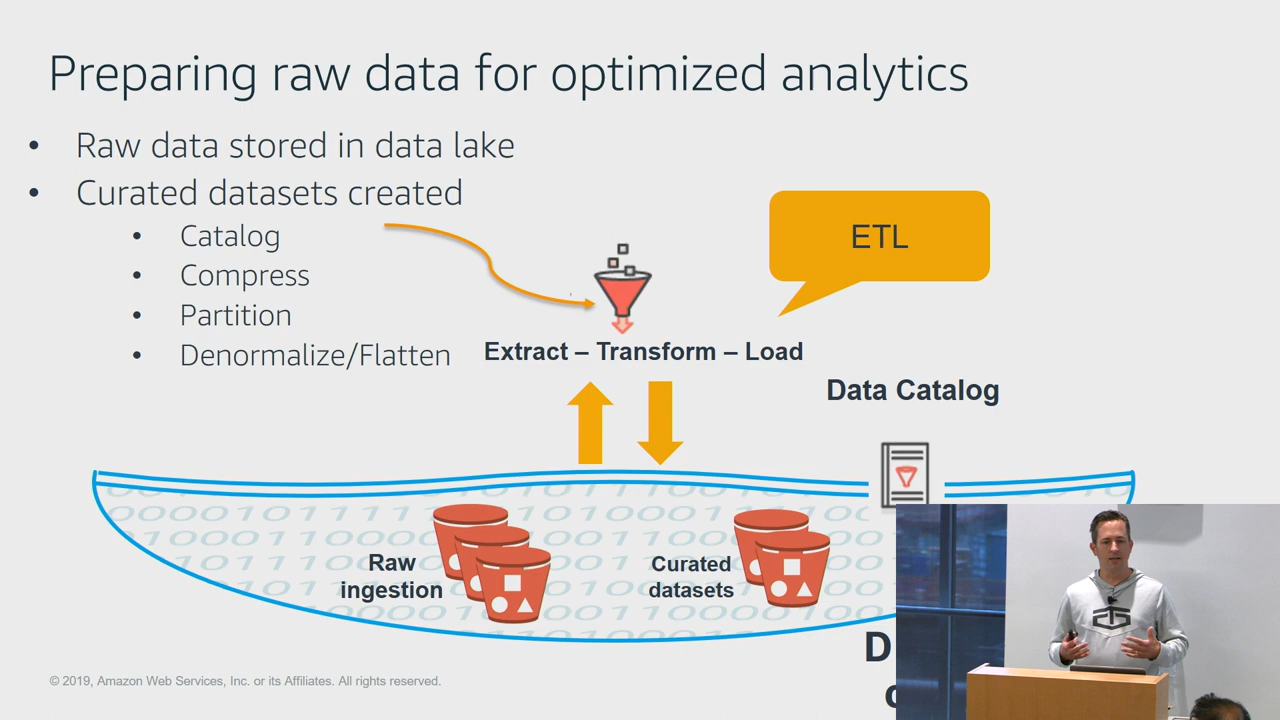 Preparing raw data for optimized analytics
• Raw data stored in data lake
• Curated datasets created
• Catalog
• Compress
• Partition
• Denormalize/Flatten
ETL
Extract – Transform – Load
Data Catalog
Raw
ingestion
Curated
datasets
© 2019, Amazon Web Services, Inc. or its Affiliates. All rights reserved.